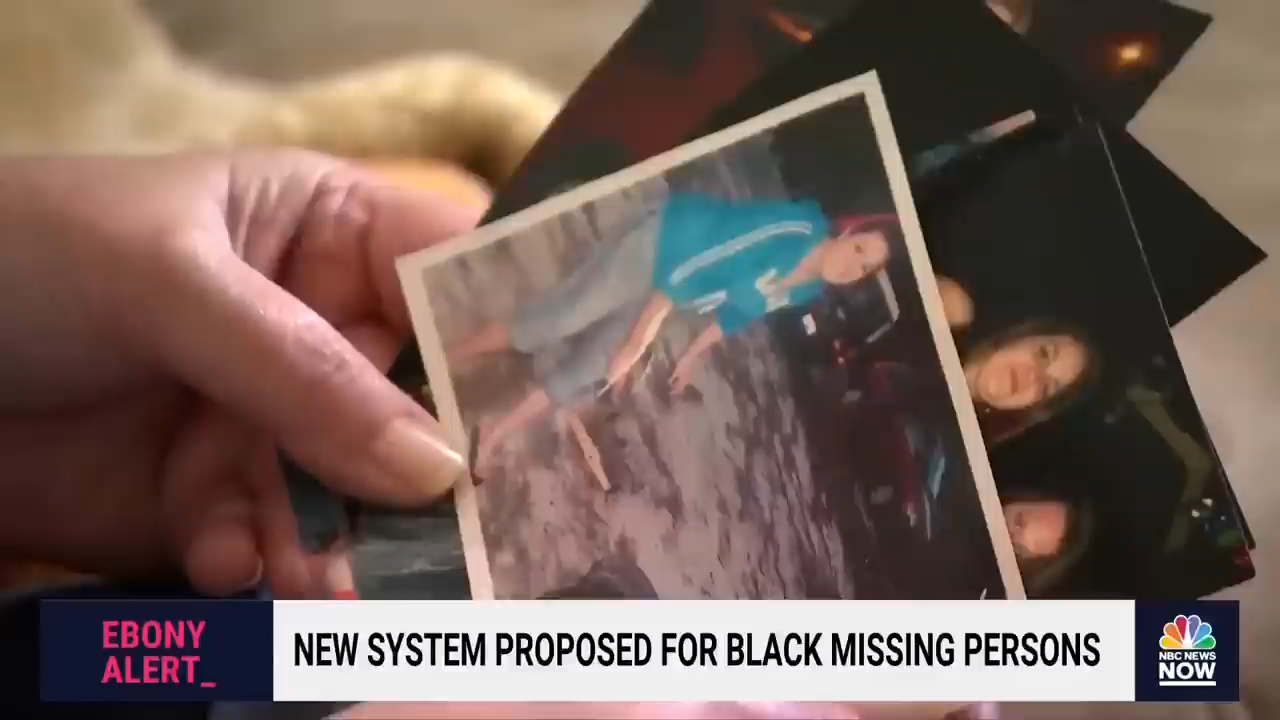 EBONY
ALERT_
NEW SYSTEM PROPOSED FOR BLACK MISSING PERSONS
NBC NEWS
NOW